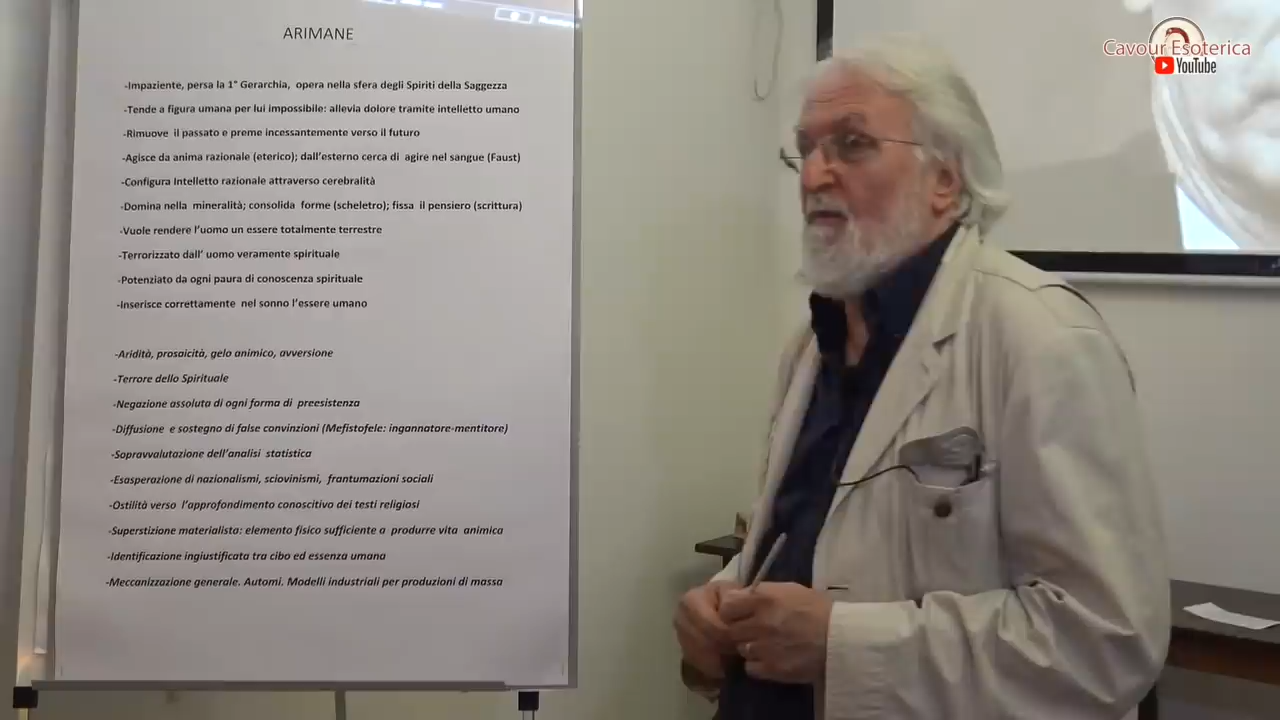 ARIMANE
-Impaziente, persa la 1° Gerarchia, opera nella sfera degli Spiriti della Saggezza
-Tende a figura umana per lui impossibile: allevia dolore tramite intelletto umano
-Rimuove il passato e preme incessantemente verso il futuro
-Agisce da anima razionale (eterico); dall'esterno cerca di agire nel sangue (Faust)
-Configura Intelletto razionale attraverso cerebralità
-Domina nella mineralità; consolida forme (scheletro); fissa il pensiero (scrittura)
-Vuole rendere l'uomo un essere totalmente terrestre
-Terrorizzato dall' uomo veramente spirituale
-Potenziato da ogni paura di conoscenza spirituale
-Inserisce correttamente nel sonno l'essere umano
-Aridità, prosaicità, gelo animico, avversione
-Terrore dello Spirituale
-Negazione assoluta di ogni forma di preesistenza
-Diffusione e sostegno di false convinzioni (Mefistofele: ingannatore-mentitore)
-Sopravvalutazione dell'analisi statistica
-Esasperazione di nazionalismi, sciovinismi, frantumazioni sociali
-Ostilità verso l'approfondimento conoscitivo dei testi religiosi
-Superstizione materialista: elemento fisico sufficiente a produrre vita animica
-Identificazione ingiustificata tra cibo ed essenza umana
-Meccanizzazione generale. Automi. Modelli industriali per produzioni di massa
Cavour Esoterica
YouTube